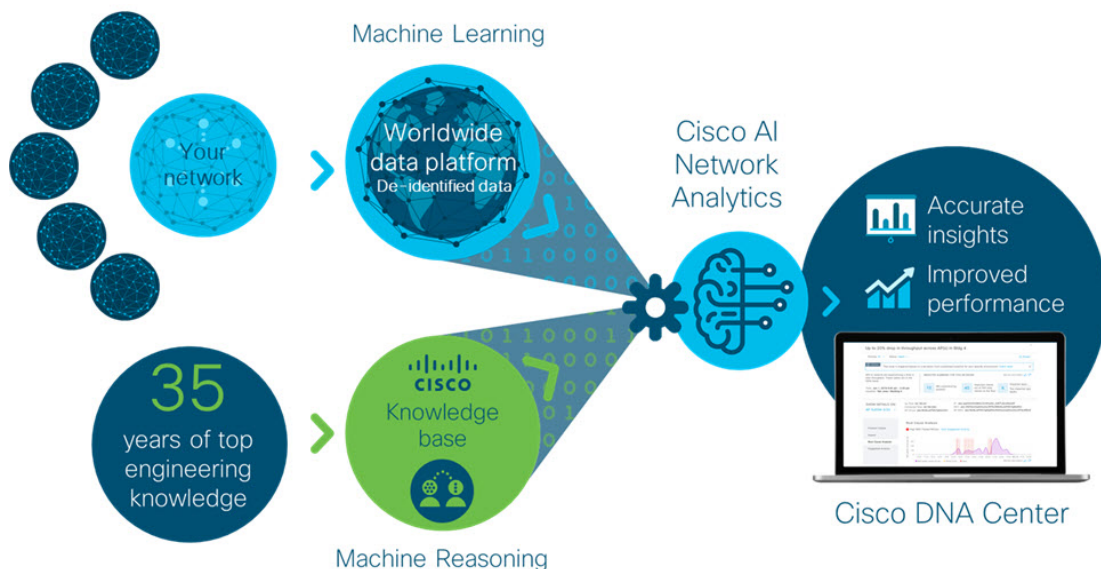 Machine Learning
Your
network
Worldwide
data platform
De-identified data
Cisco AI
Network
Analytics
Accurate
insights
Improved
performance
35
years of top
engineering
knowledge
CISCO
Knowledge
base
Machine Reasoning
Cisco DNA Center